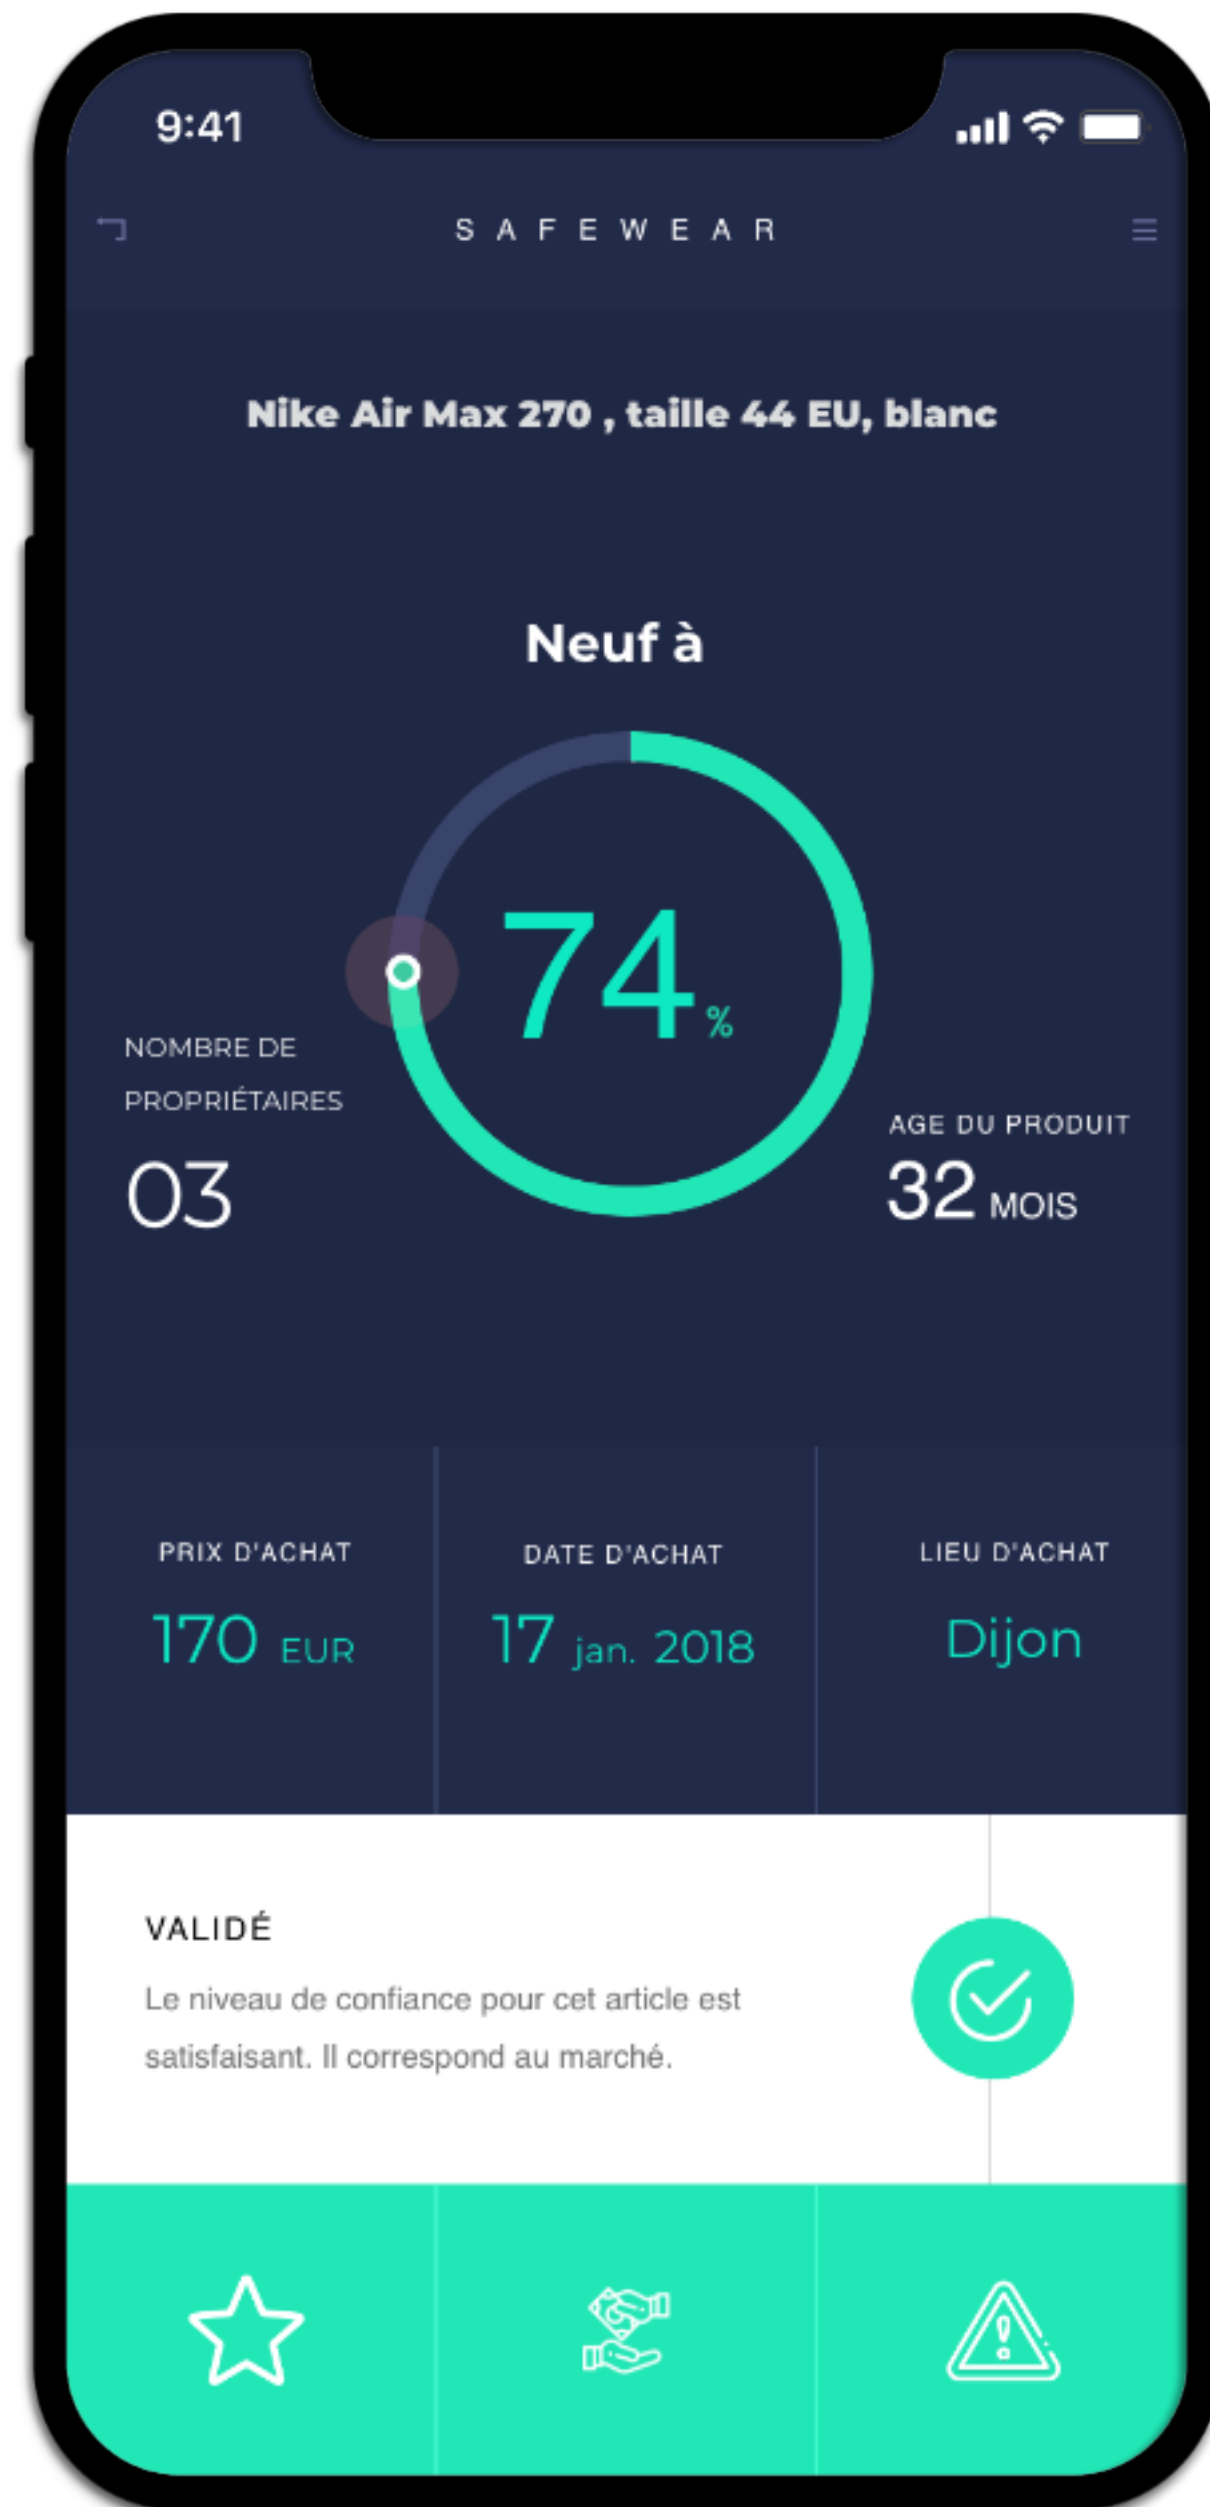 9:41
SAFEWEAR
Nike Air Max 270 , taille 44 EU, blanc
Neuf à
74 %
NOMBRE DE
PROPRIÉTAIRES
03
AGE DU PRODUIT
32 MOIS
PRIX D'ACHAT
170 EUR
DATE D'ACHAT
17 jan. 2018
LIEU D'ACHAT
Dijon
VALIDÉ
Le niveau de confiance pour cet article est
satisfaisant. Il correspond au marché.